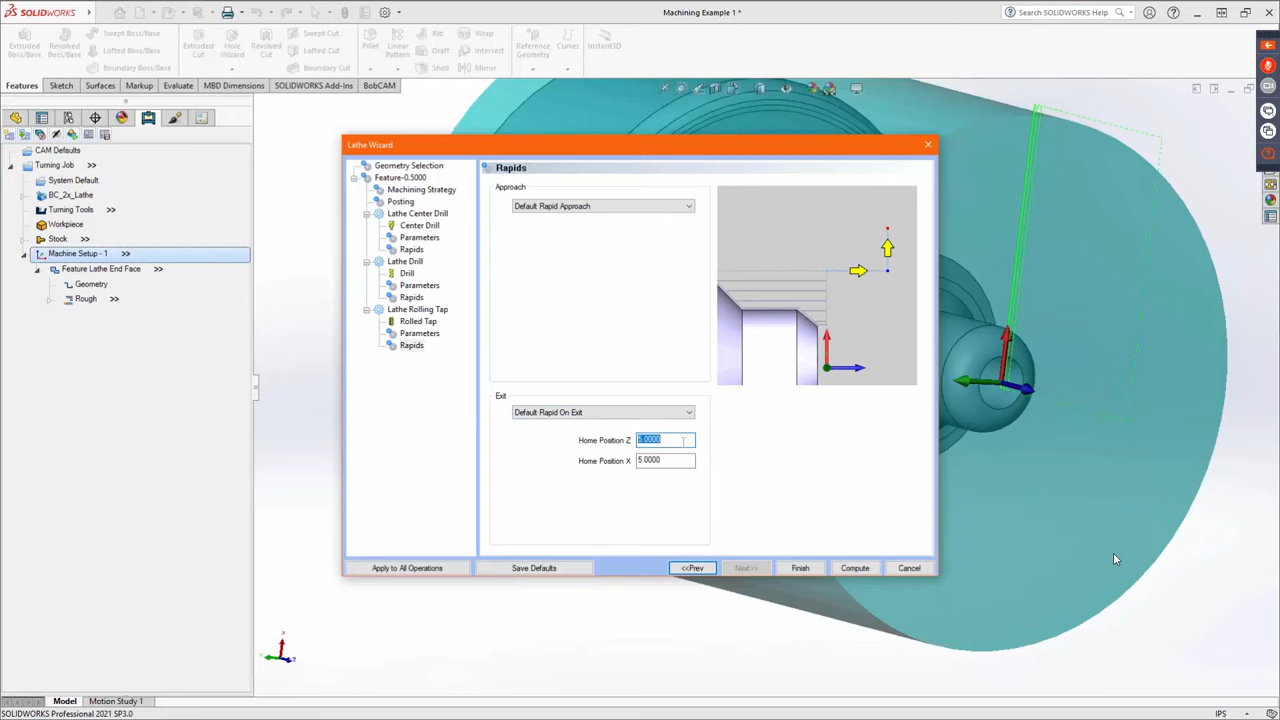 SOLIDWORKS
Machining Example 1 *
Search SOLIDWORKS Help
Extruded Boss/Base
Revolved Boss/Base
Swept Boss/Base
Lofted Boss/Base
Boundary Boss/Base
Extruded Cut
Hole Wizard
Revolved Cut
Swept Cut
Lofted Cut
Boundary Cut
Fillet
Linear Pattern
Rib
Draft
Shell
Wrap
Intersect
Mirror
Reference Geometry
Curves
Instant3D
Features
Sketch
Surfaces
Markup
Evaluate
MBD Dimensions
SOLIDWORKS Add-Ins
BobCAM
CAM Defaults
Turning Job >>
System Default
BC_2x_Lathe
Turning Tools >>
Workpiece
Stock >>
Machine Setup - 1 >>
Feature Lathe End Face >>
Geometry
Rough >>
Lathe Wizard
Geometry Selection
Feature-0.5000
Machining Strategy
Posting
Lathe Center Drill
Center Drill
Parameters
Rapids
Lathe Drill
Drill
Parameters
Rapids
Lathe Rolling Tap
Rolled Tap
Parameters
Rapids
Rapids
Approach
Default Rapid Approach
Exit
Default Rapid On Exit
Home Position Z 5.0000
Home Position X 5.0000
Apply to All Operations
Save Defaults
<<Prev
Next>>
Finish
Compute
Cancel
Model
Motion Study 1
SOLIDWORKS Professional 2021 SP3.0
IPS